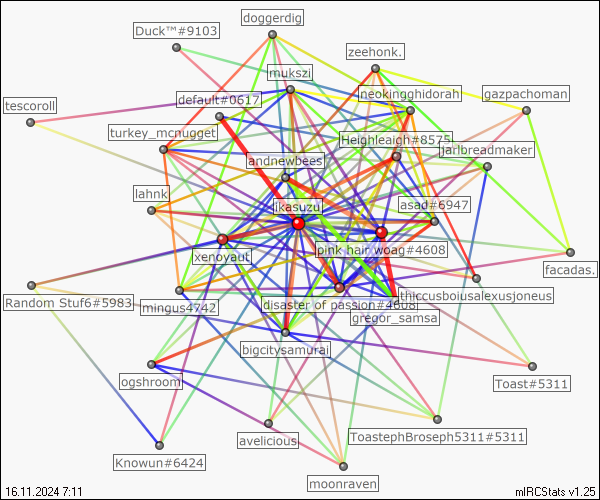 doggerdig
Duck™#9103
zeehonk.
mukszi
neokingghidorah
gazpachoman
default#0617
tescoroll
turkey_mcnugget
Heighleaigh#8575
jarlbreadmaker
andnewbees
lahnk
jikasuzu
asad#6947
pink hair woag#4608
xenoyaut
facadas.
Random Stuf6#5983
mingus4742
disaster of passion#4608
thiccusboiusalexusjoneus
gregor_samsa
bigcitysamurai
ogshroom
Toast#5311
avelicious
ToastephBroseph5311#5311
Knowun#6424
moonraven
16.11.2024 7:11
mIRCStats v1.25